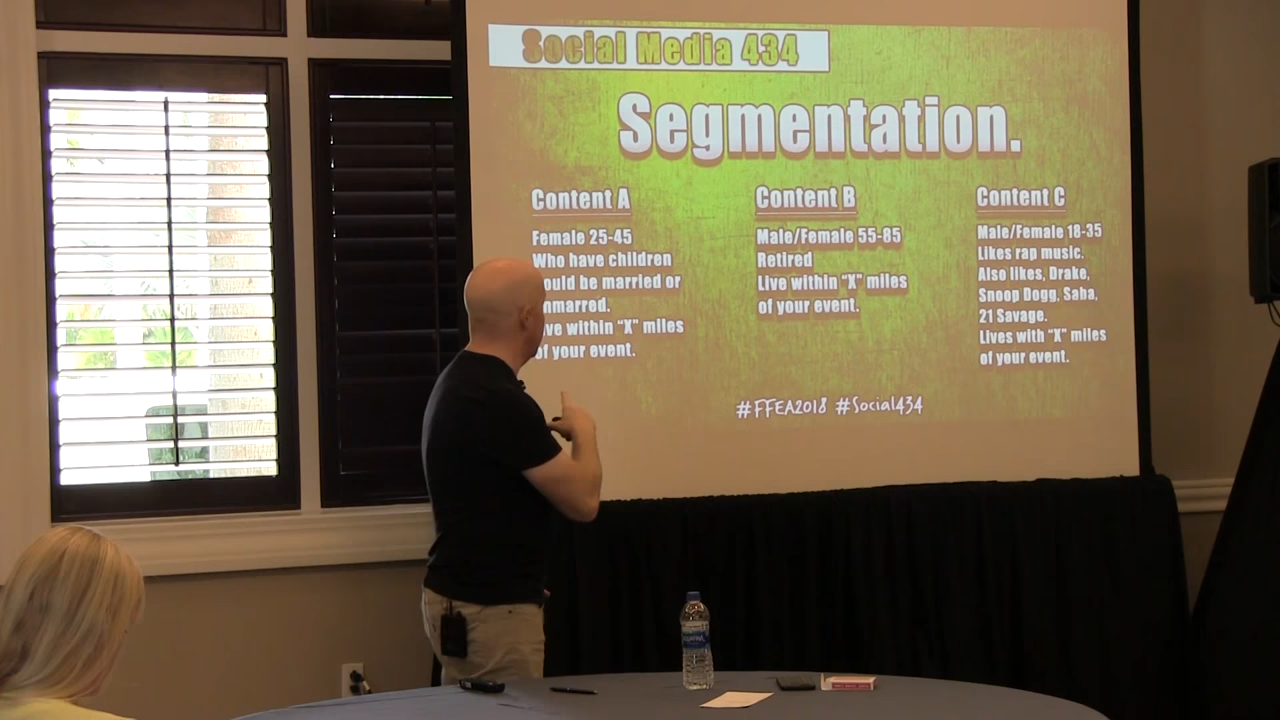 Social Media 434
Segmentation.
Content A
Female 25-45
Who have children
ould be married or
nmarred.
ve within "X" miles
of your event.
Content B
Male/Female 55-85
Retired
Live within "X" miles
of your event.
Content C
Male/Female 18-35
Likes rap music.
Also likes, Drake,
Snoop Dogg, Saba,
21 Savage.
Lives with "X" miles
of your event.
#FFEA2018 #Social434